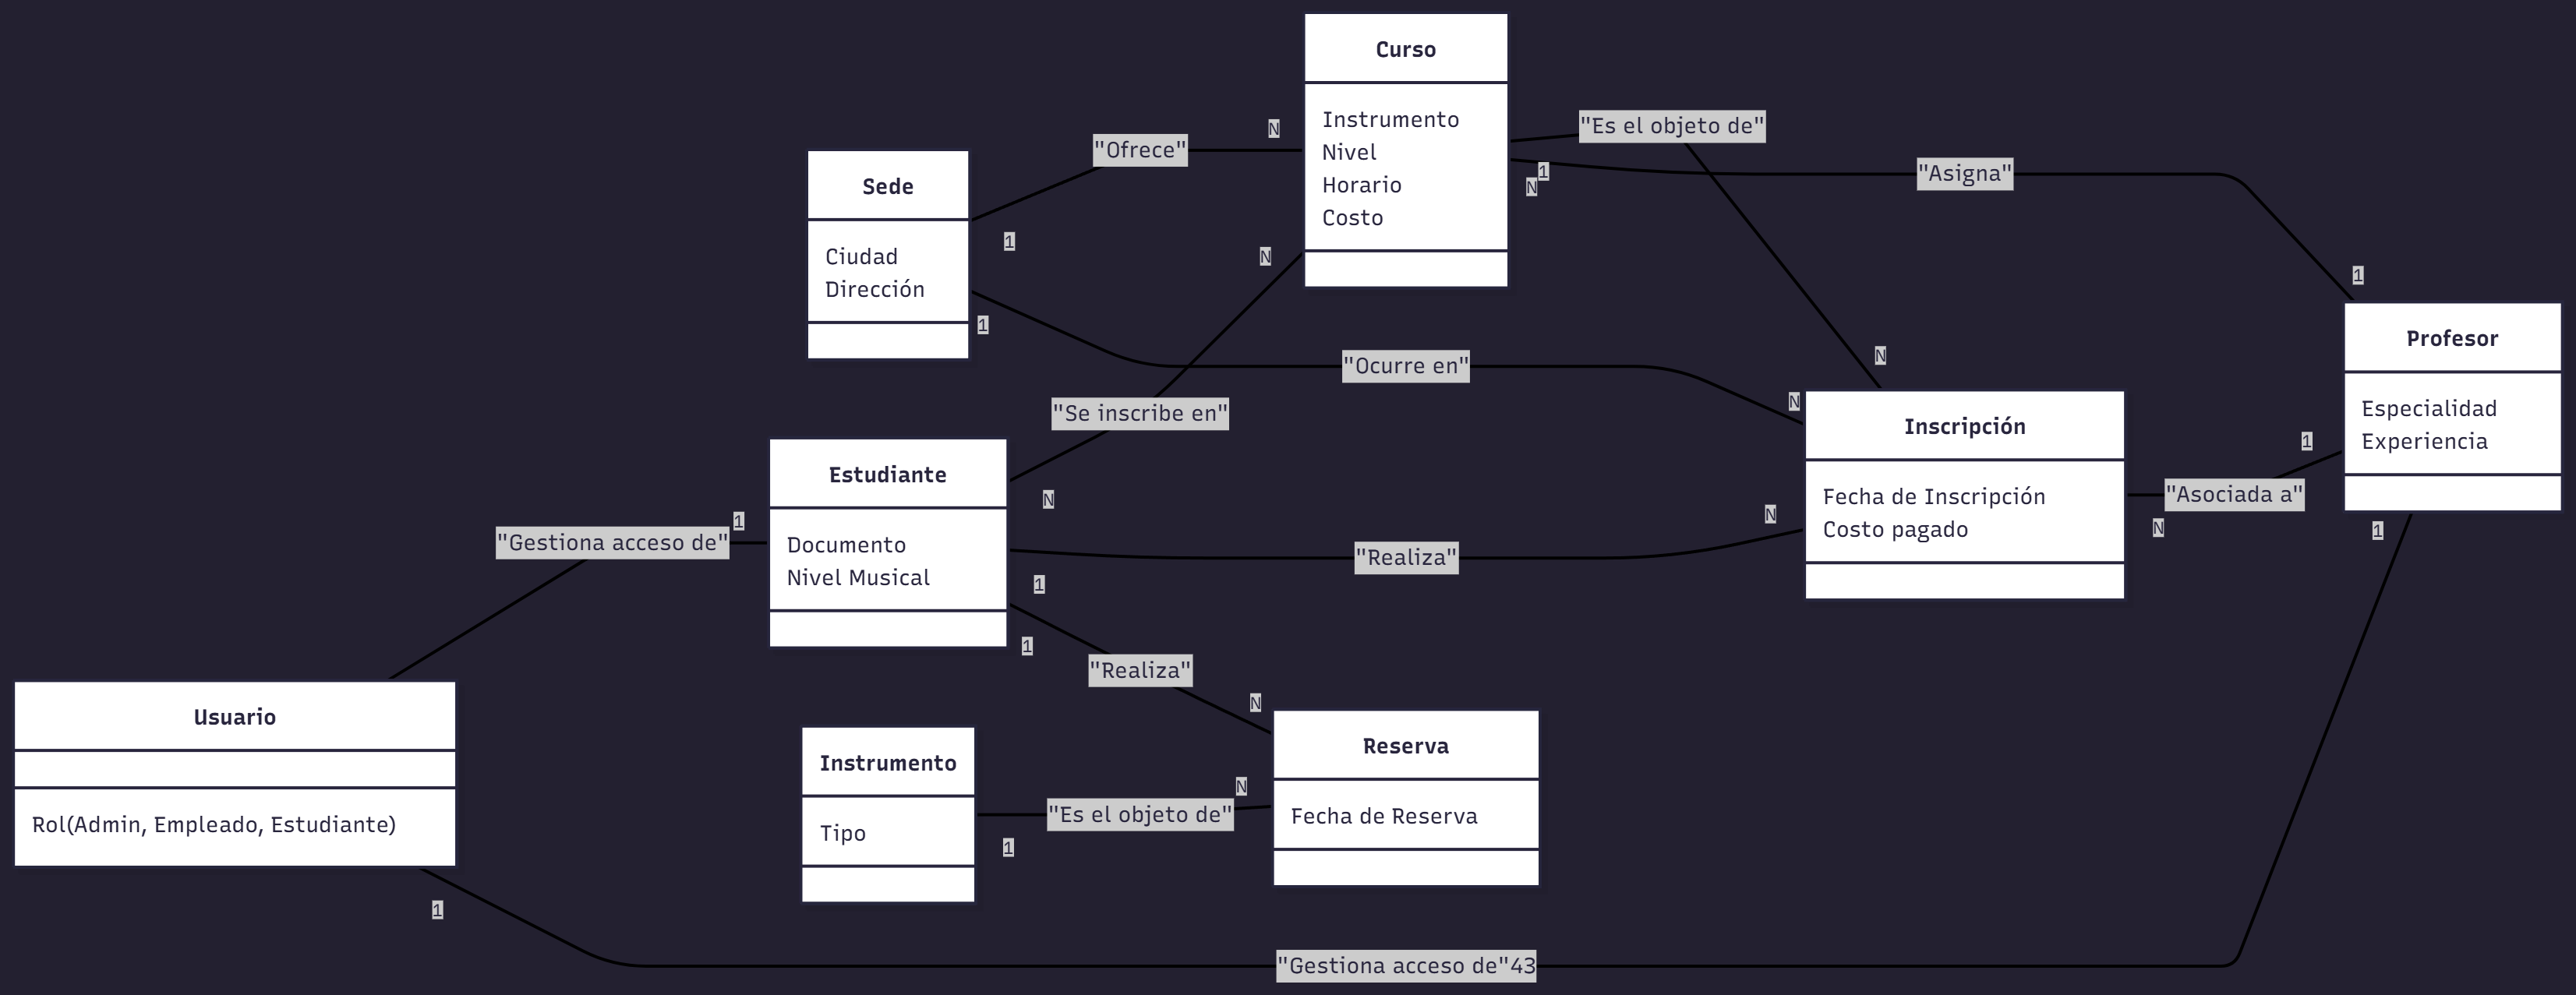 Curso
Instrumento
Nivel
Horario
Costo
"Es el objeto de"
"Ofrece"
N
1
N
"Asigna"
1
Sede
Ciudad
Dirección
1
1
N
N
"Ocurre en"
N
N
"Se inscribe en"
Profesor
Especialidad
Experiencia
Inscripción
Fecha de Inscripción
Costo pagado
1
"Asociada a"
N
1
Estudiante
Documento
Nivel Musical
N
1
1
"Gestiona acceso de"
1
"Realiza"
N
"Realiza"
N
Usuario
Rol(Admin, Empleado, Estudiante)
1
Instrumento
Tipo
"Es el objeto de"
1
N
Reserva
Fecha de Reserva
"Gestiona acceso de"43